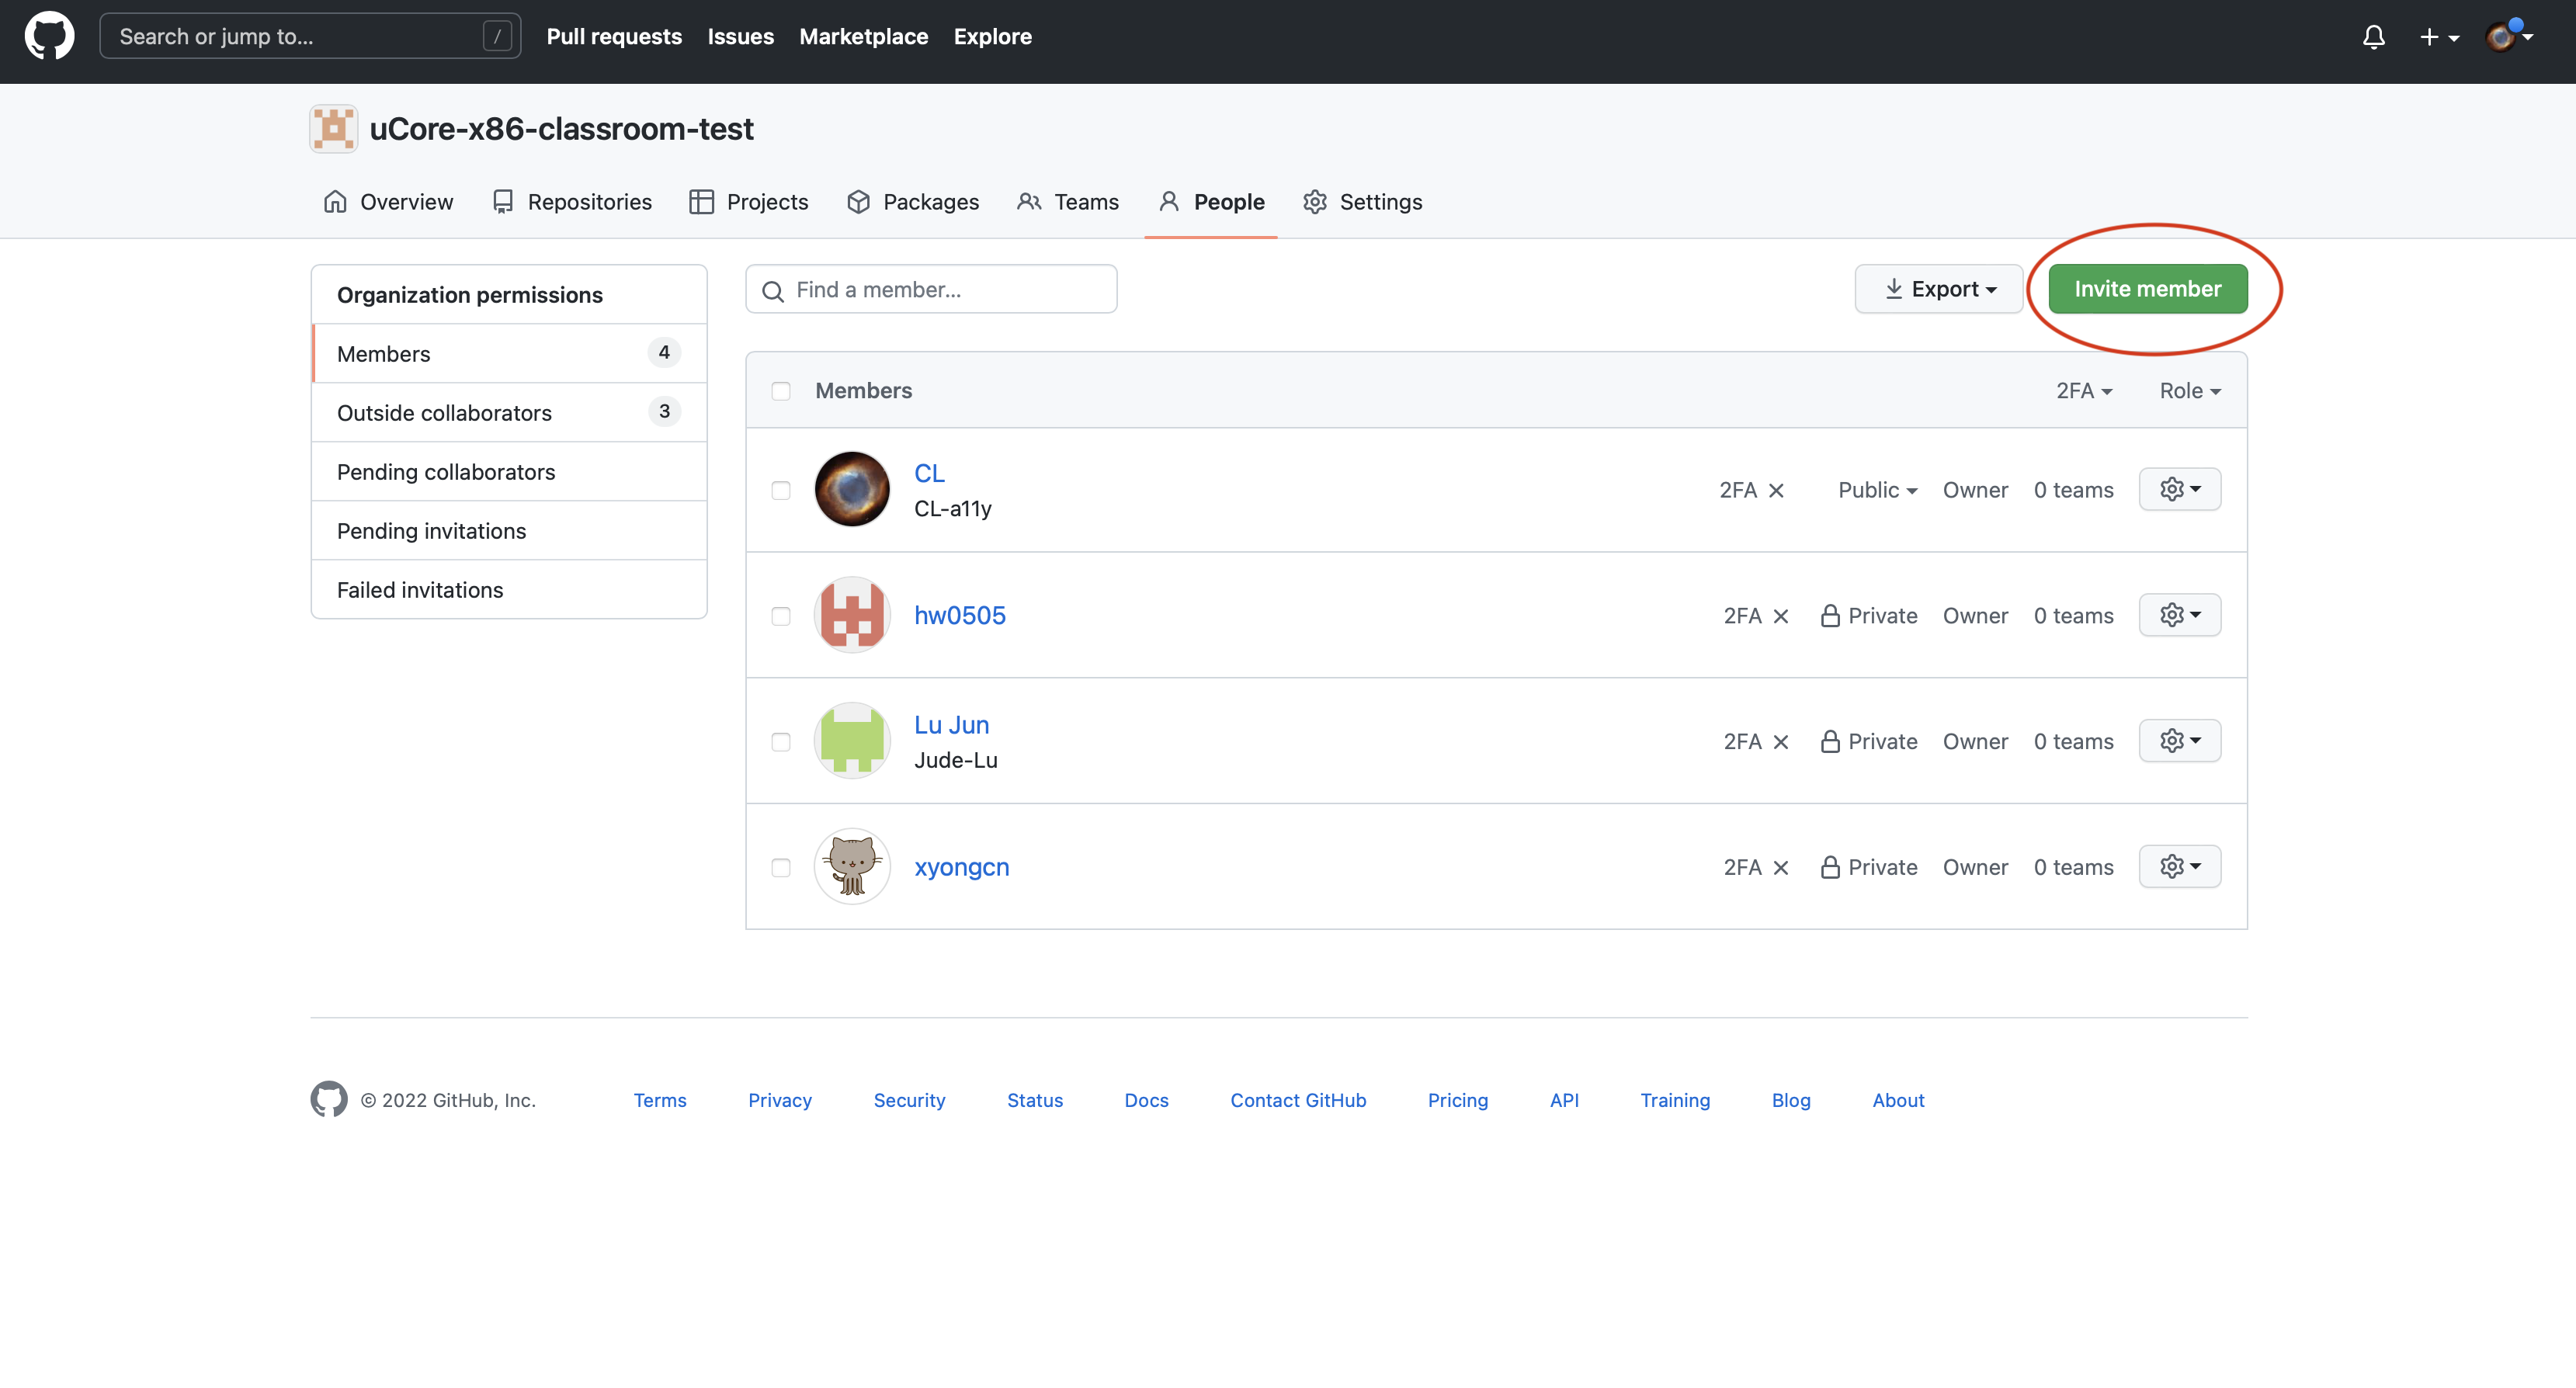 Search or jump to... /
Pull requests Issues Marketplace Explore
uCore-x86-classroom-test
Overview Repositories Projects Packages Teams People Settings
Organization permissions
Members 4
Outside collaborators 3
Pending collaborators
Pending invitations
Failed invitations
Find a member... Export Invite member
Members 2FA Role
CL
CL-a11y
2FA Public Owner 0 teams
hw0505 2FA Private Owner 0 teams
Lu Jun
Jude-Lu
2FA Private Owner 0 teams
xyongcn 2FA Private Owner 0 teams
© 2022 GitHub, Inc. Terms Privacy Security Status Docs Contact GitHub Pricing API Training Blog About